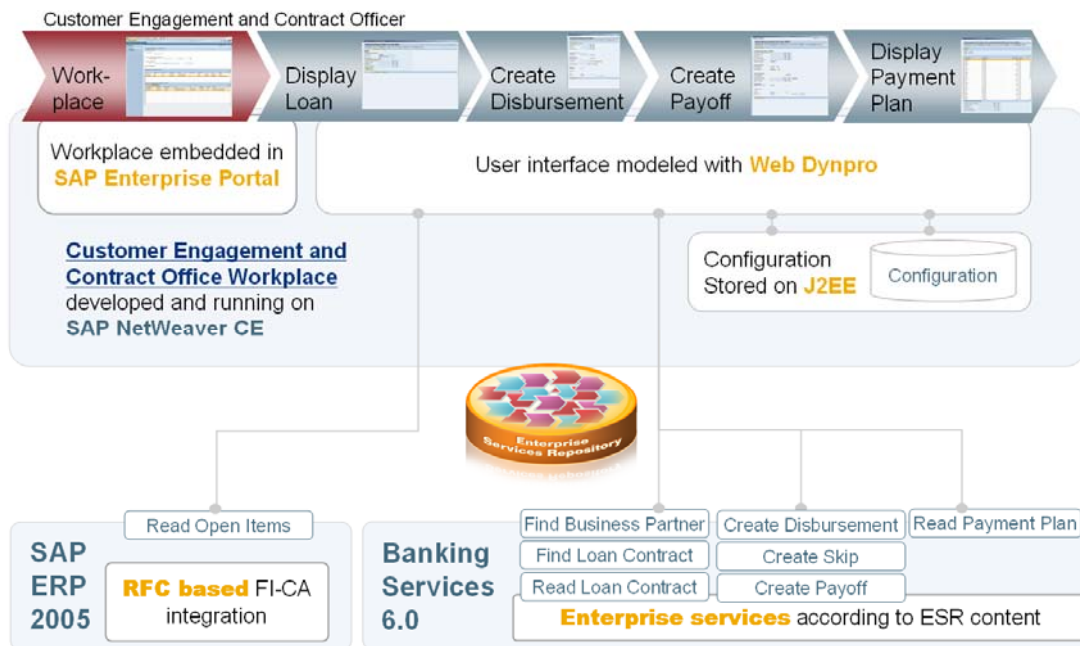 Customer Engagement and Contract Officer
Work-
place
Display
Loan
Create
Disbursement
Create
Payoff
Display
Payment
Plan
Workplace embedded in
SAP Enterprise Portal
User interface modeled with Web Dynpro
Customer Engagement and
Contract Office Workplace
developed and running on
SAP NetWeaver CE
Configuration
Stored on J2EE
Configuration
Enterprise
Services Repository
SAP
ERP
2005
Read Open Items
RFC based FI-CA
integration
Banking
Services
6.0
Find Business Partner
Find Loan Contract
Read Loan Contract
Create Disbursement
Create Skip
Create Payoff
Read Payment Plan
Enterprise services according to ESR content